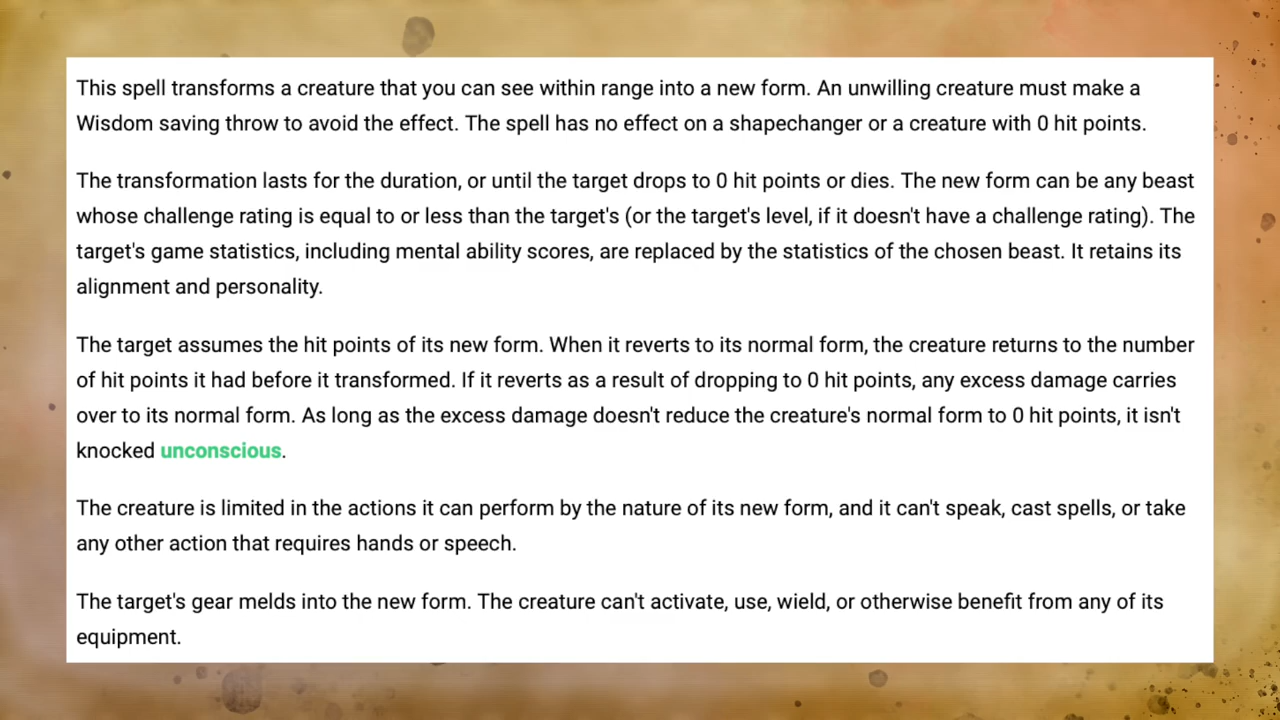 This spell transforms a creature that you can see within range into a new form. An unwilling creature must make a
Wisdom saving throw to avoid the effect. The spell has no effect on a shapechanger or a creature with 0 hit points.
The transformation lasts for the duration, or until the target drops to 0 hit points or dies. The new form can be any beast
whose challenge rating is equal to or less than the target's (or the target's level, if it doesn't have a challenge rating). The
target's game statistics, including mental ability scores, are replaced by the statistics of the chosen beast. It retains its
alignment and personality.
The target assumes the hit points of its new form. When it reverts to its normal form, the creature returns to the number
of hit points it had before it transformed. If it reverts as a result of dropping to 0 hit points, any excess damage carries
over to its normal form. As long as the excess damage doesn't reduce the creature's normal form to 0 hit points, it isn't
knocked unconscious.
The creature is limited in the actions it can perform by the nature of its new form, and it can't speak, cast spells, or take
any other action that requires hands or speech.
The target's gear melds into the new form. The creature can't activate, use, wield, or otherwise benefit from any of its
equipment.